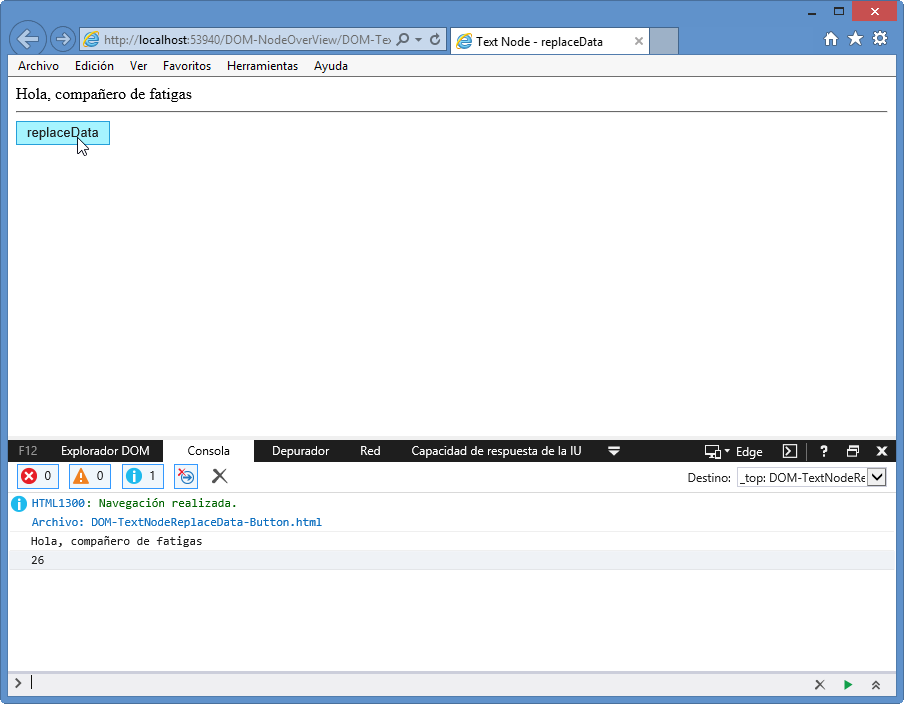 http://localhost:53940/DOM-NodeOverView/DOM-Te
Text Node - replaceData
Archivo Edición Ver Favoritos Herramientas Ayuda
Hola, compañero de fatigas
replaceData
F12 Explorador DOM Consola Depurador Red Capacidad de respuesta de la IU Edge ?
0 0 1 Destino: _top: DOM-TextNodeRe
HTML1300: Navegación realizada.
Archivo: DOM-TextNodeReplaceData-Button.html
Hola, compañero de fatigas
26